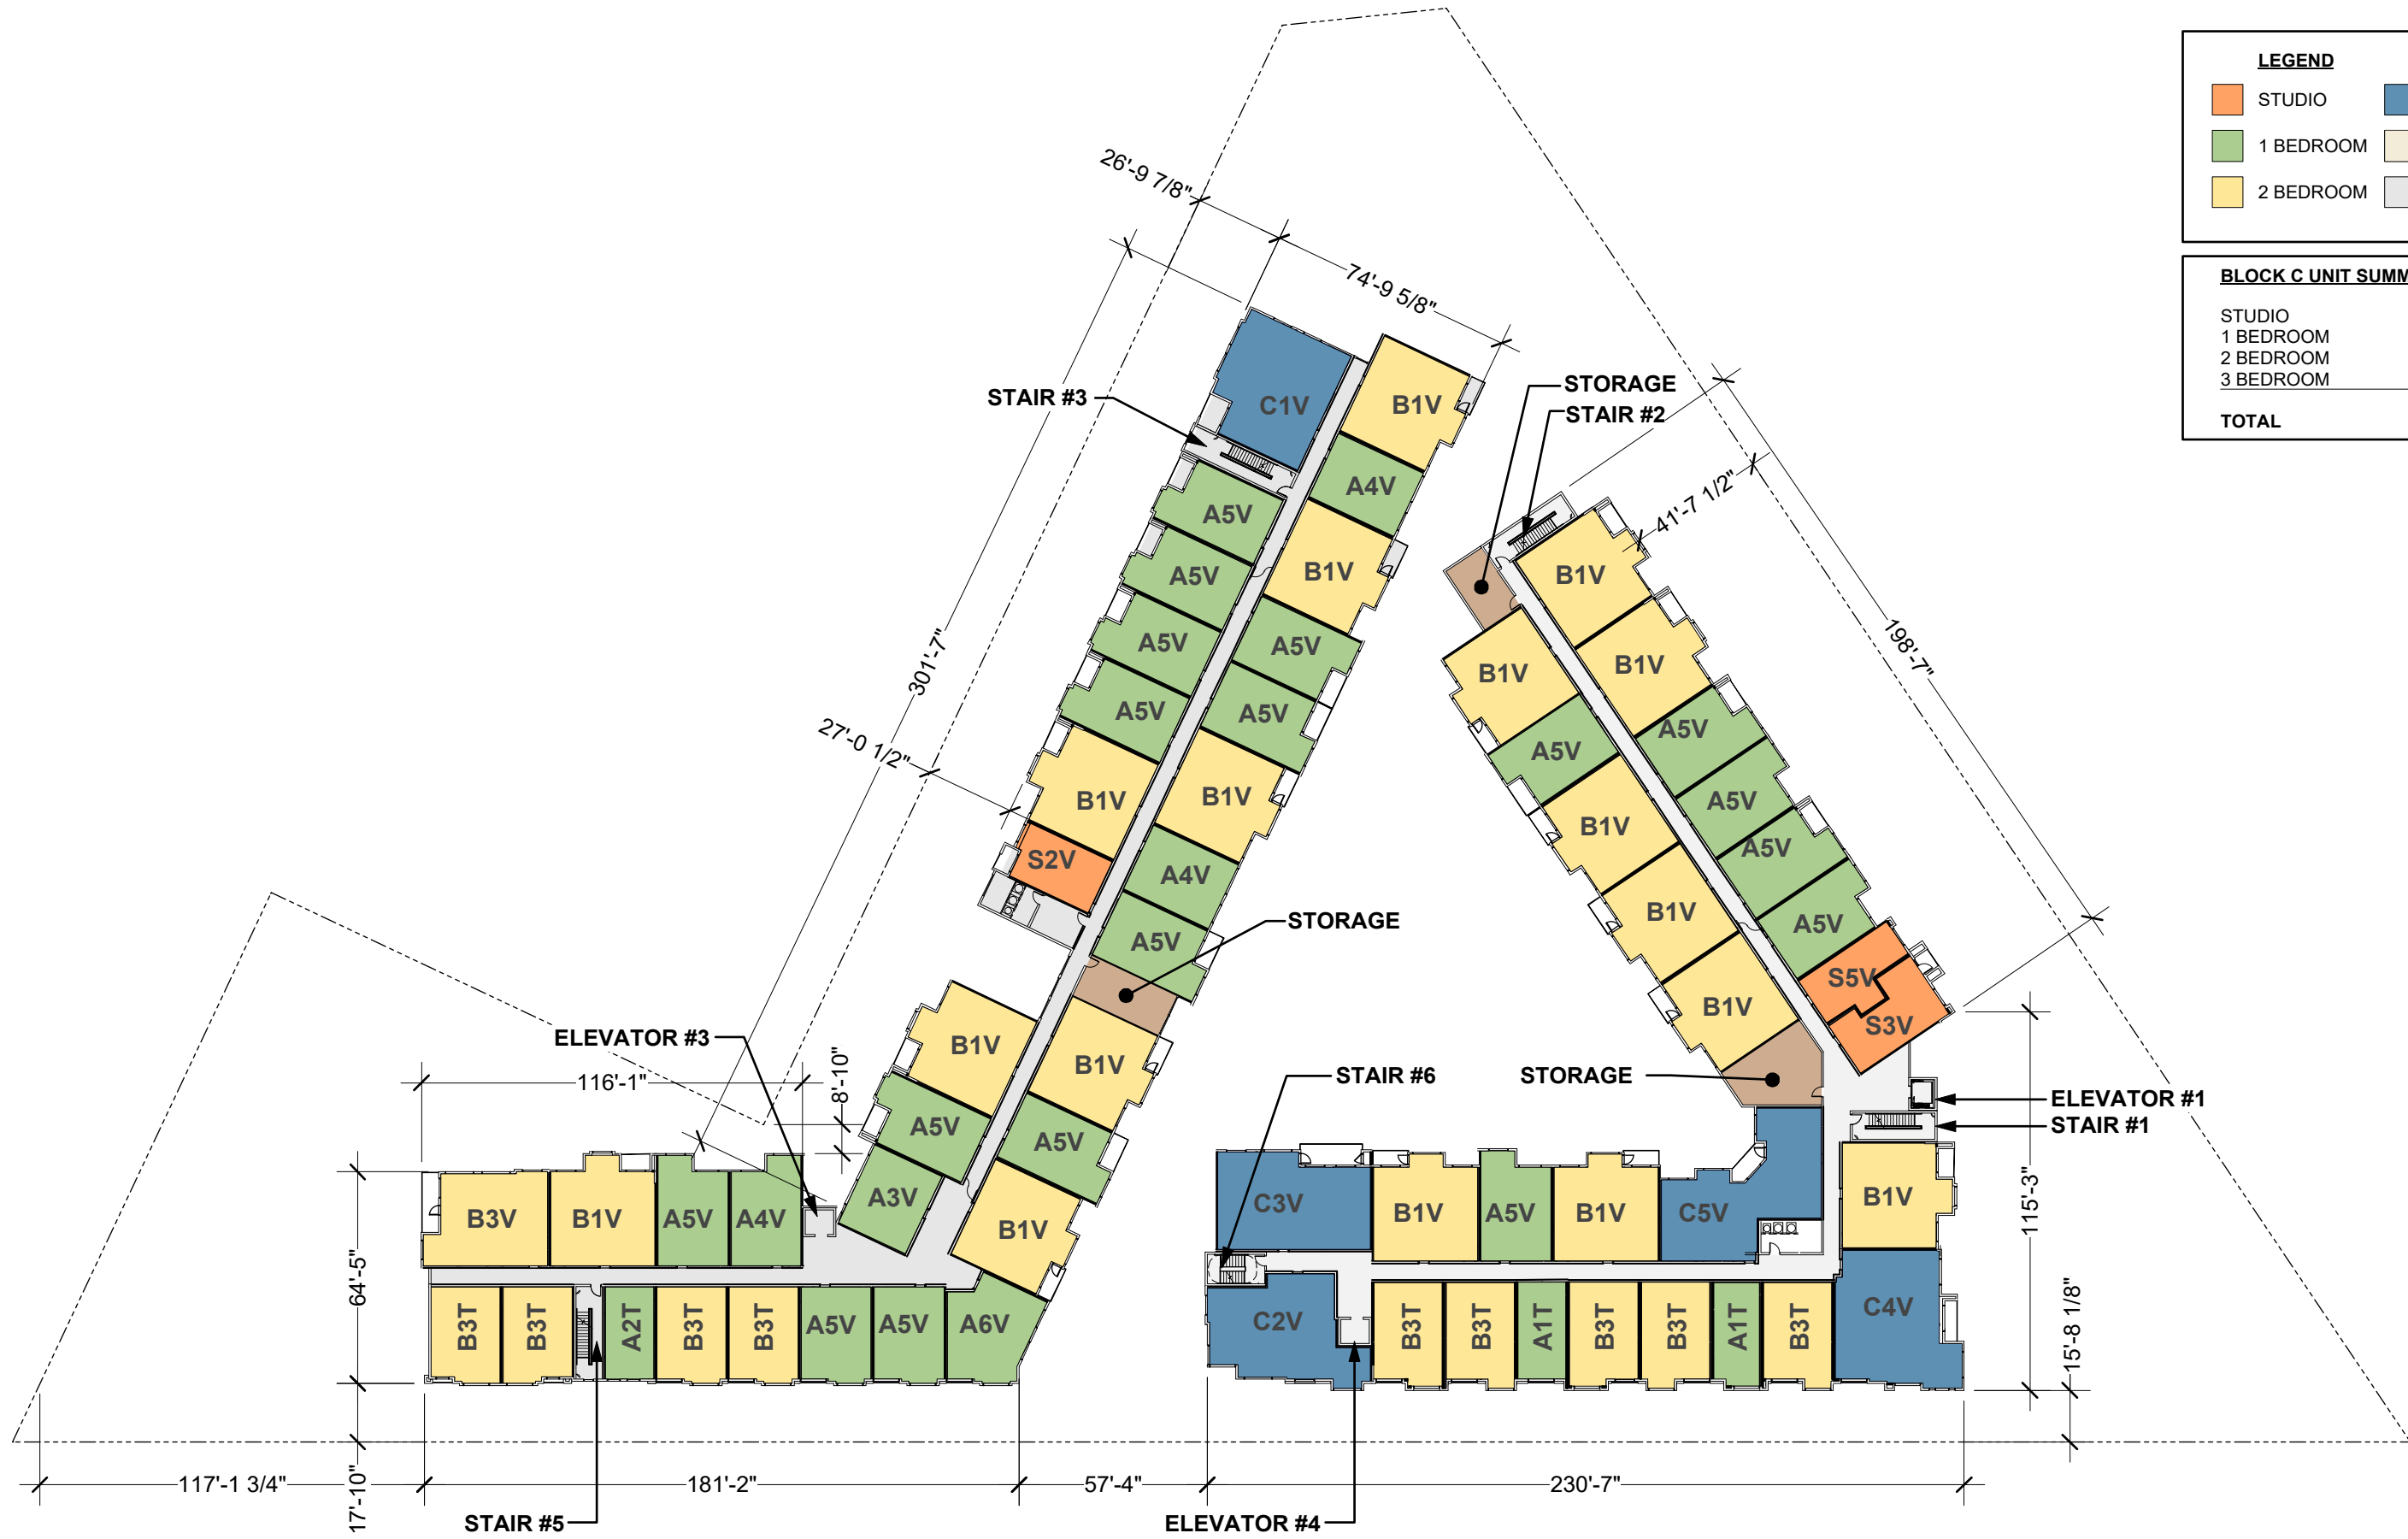 LEGEND
STUDIO
1 BEDROOM
2 BEDROOM
BLOCK C UNIT SUMM
STUDIO
1 BEDROOM
2 BEDROOM
3 BEDROOM
TOTAL
26'-9 7/8"
74'-9 5/8"
STAIR #3
C1V
B1V
STORAGE
STAIR #2
A4V
A5V
41'-7 1/2"
B1V
B1V
A5V
B1V
A5V
A5V
B1V
B1V
198'-7"
301'-7"
A5V
A5V
A5V
27'-0 1/2"
A5V
B1V
B1V
A5V
B1V
A5V
S2V
A4V
A5V
B1V
STORAGE
A5V
A5V
S5V
B1V
S3V
ELEVATOR #3
B1V
B1V
116'-1"
8'-10"
STAIR #6
STORAGE
ELEVATOR #1
STAIR #1
A5V
A5V
A3V
B1V
B3V
B1V
A5V
A4V
C3V
B1V
A5V
B1V
C5V
B1V
115'-3"
64'-5"
B3T
B3T
A2T
B3T
B3T
A5V
A5V
A6V
C2V
B3T
B3T
A1T
B3T
B3T
A1T
B3T
C4V
15'-8 1/8"
117'-1 3/4"
17'-10"
181'-2"
57'-4"
230'-7"
STAIR #5
ELEVATOR #4